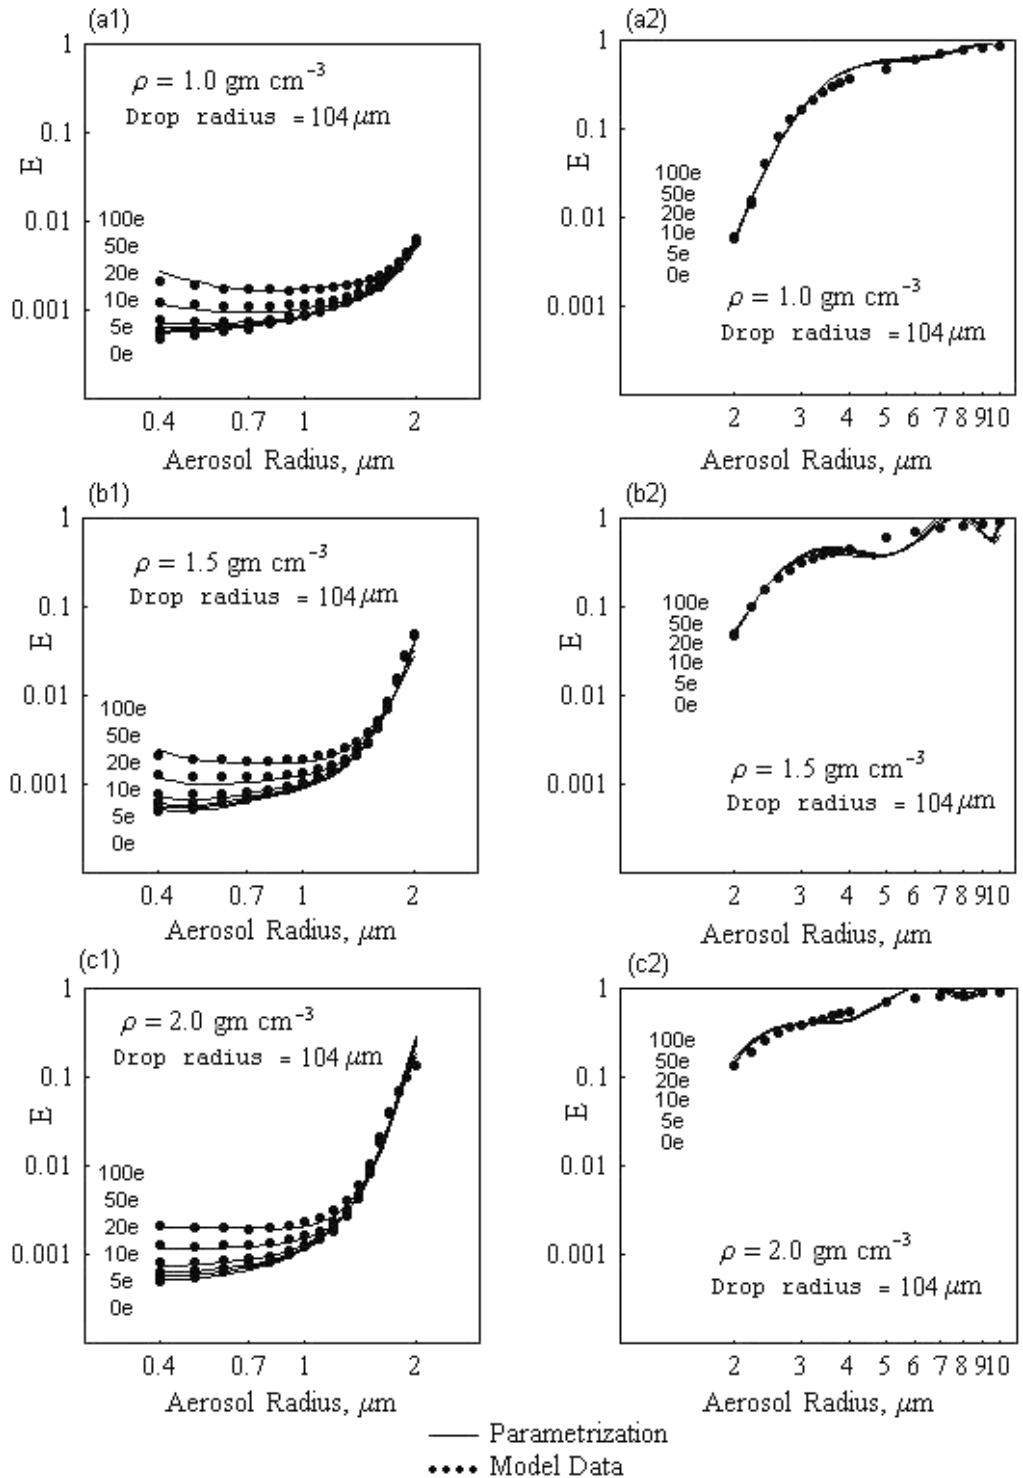 (a1)
1
ρ = 1.0 gm cm⁻³
Drop radius = 104 μm
0.1
E
0.01
100e
50e
20e
10e
0.001
5e
0e
0.4 0.7 1 2
Aerosol Radius, μm
(a2)
1
0.1
E
100e
50e
20e
0.01
10e
5e
0e
0.001
ρ = 1.0 gm cm⁻³
Drop radius = 104 μm
2 3 4 5 6 7 8 910
Aerosol Radius, μm
(b1)
1
ρ = 1.5 gm cm⁻³
Drop radius = 104 μm
0.1
E
0.01
100e
50e
20e
0.001
10e
5e
0e
0.4 0.7 1 2
Aerosol Radius, μm
(b2)
1
0.1
100e
50e
E
20e
10e
5e
0.01
0e
0.001
ρ = 1.5 gm cm⁻³
Drop radius = 104 μm
2 3 4 5 6 7 8 910
Aerosol Radius, μm
(c1)
1
ρ = 2.0 gm cm⁻³
Drop radius = 104 μm
0.1
E
0.01
100e
50e
20e
0.001
10e
5e
0e
0.4 0.7 1 2
Aerosol Radius, μm
(c2)
1
100e
50e
0.1
20e
10e
E
5e
0e
0.01
0.001
ρ = 2.0 gm cm⁻³
Drop radius = 104 μm
2 3 4 5 6 7 8 910
Aerosol Radius, μm
Parametrization
Model Data